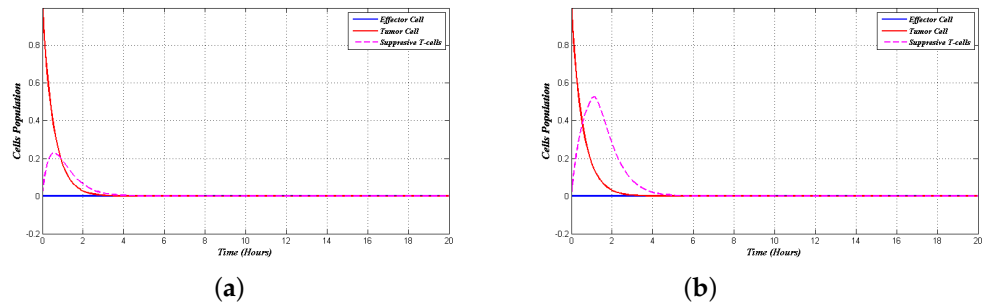 Effector Cell
Tumor Cell
Suppresive T-cells
0.8
0.6
0.4
0.2
0
-0.2
Cells Population
0 2 4 6 8 10 12 14 16 18 20
Time (Hours)
(a)
Effector Cell
Tumor Cell
Suppresive T-cells
0.8
0.6
0.4
0.2
0
-0.2
Cells Population
0 2 4 6 8 10 12 14 16 18 20
Time (Hours)
(b)